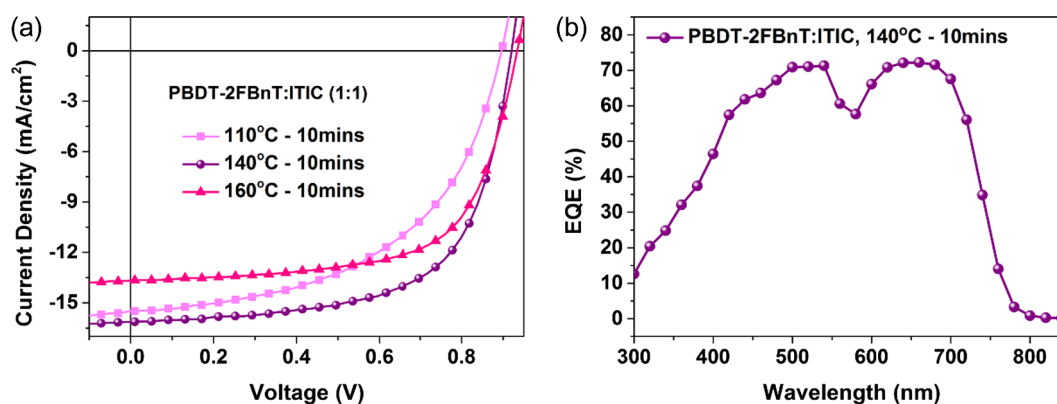 (a)
0
-3
-6
-9
-12
-15
Current Density (mA/cm²)
PBDT-2FBnT:ITIC (1:1)
110°C - 10mins
140°C - 10mins
160°C - 10mins
0.0 0.2 0.4 0.6 0.8
Voltage (V)
(b)
80
70
60
50
40
30
20
10
0
EQE (%)
PBDT-2FBnT:ITIC, 140°C - 10mins
300 400 500 600 700 800
Wavelength (nm)